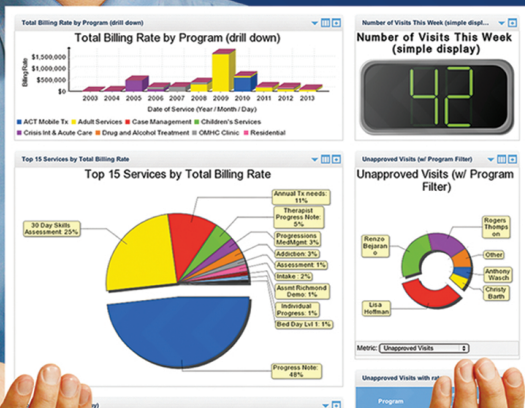 Total Billing Rate by Program (drill down)
Total Billing Rate by Program (drill down)
Billing Rate
$1,500,000
$1,000,000
$500,000
$0
2003 2004 2005 2006 2007 2008 2009 2010 2011 2012 2013
Date of Service (Year / Month / Day)
ACT Mobile Tx Adult Services Case Management Children's Services
Crisis Int & Acute Care Drug and Alcohol Treatment OMHC Clinic Residential
Number of Visits This Week (simple displ...
Number of Visits This Week
(simple display)
42
Top 15 Services by Total Billing Rate
Top 15 Services by Total Billing Rate
30 Day Skills
Assessment: 25%
Annual Tx needs:
11%
Therapist
Progress Note:
5%
Progressions
MedMgmt: 3%
Addiction: 3%
Assessment: 1%
Intake : 2%
Assmt Richmond
Demo: 1%
Individual
Progress: 1%
Bed Day Lvl 1: 1%
Progress Note:
48%
Unapproved Visits (w/ Program Filter)
Unapproved Visits (w/ Program
Filter)
Renzo
Bejaran
o
Rogers
Thomps
on
Other
Anthony
Wasch
Christy
Barth
Lisa
Hoffman
Metric: Unapproved Visits
Unapproved Visits with
Program